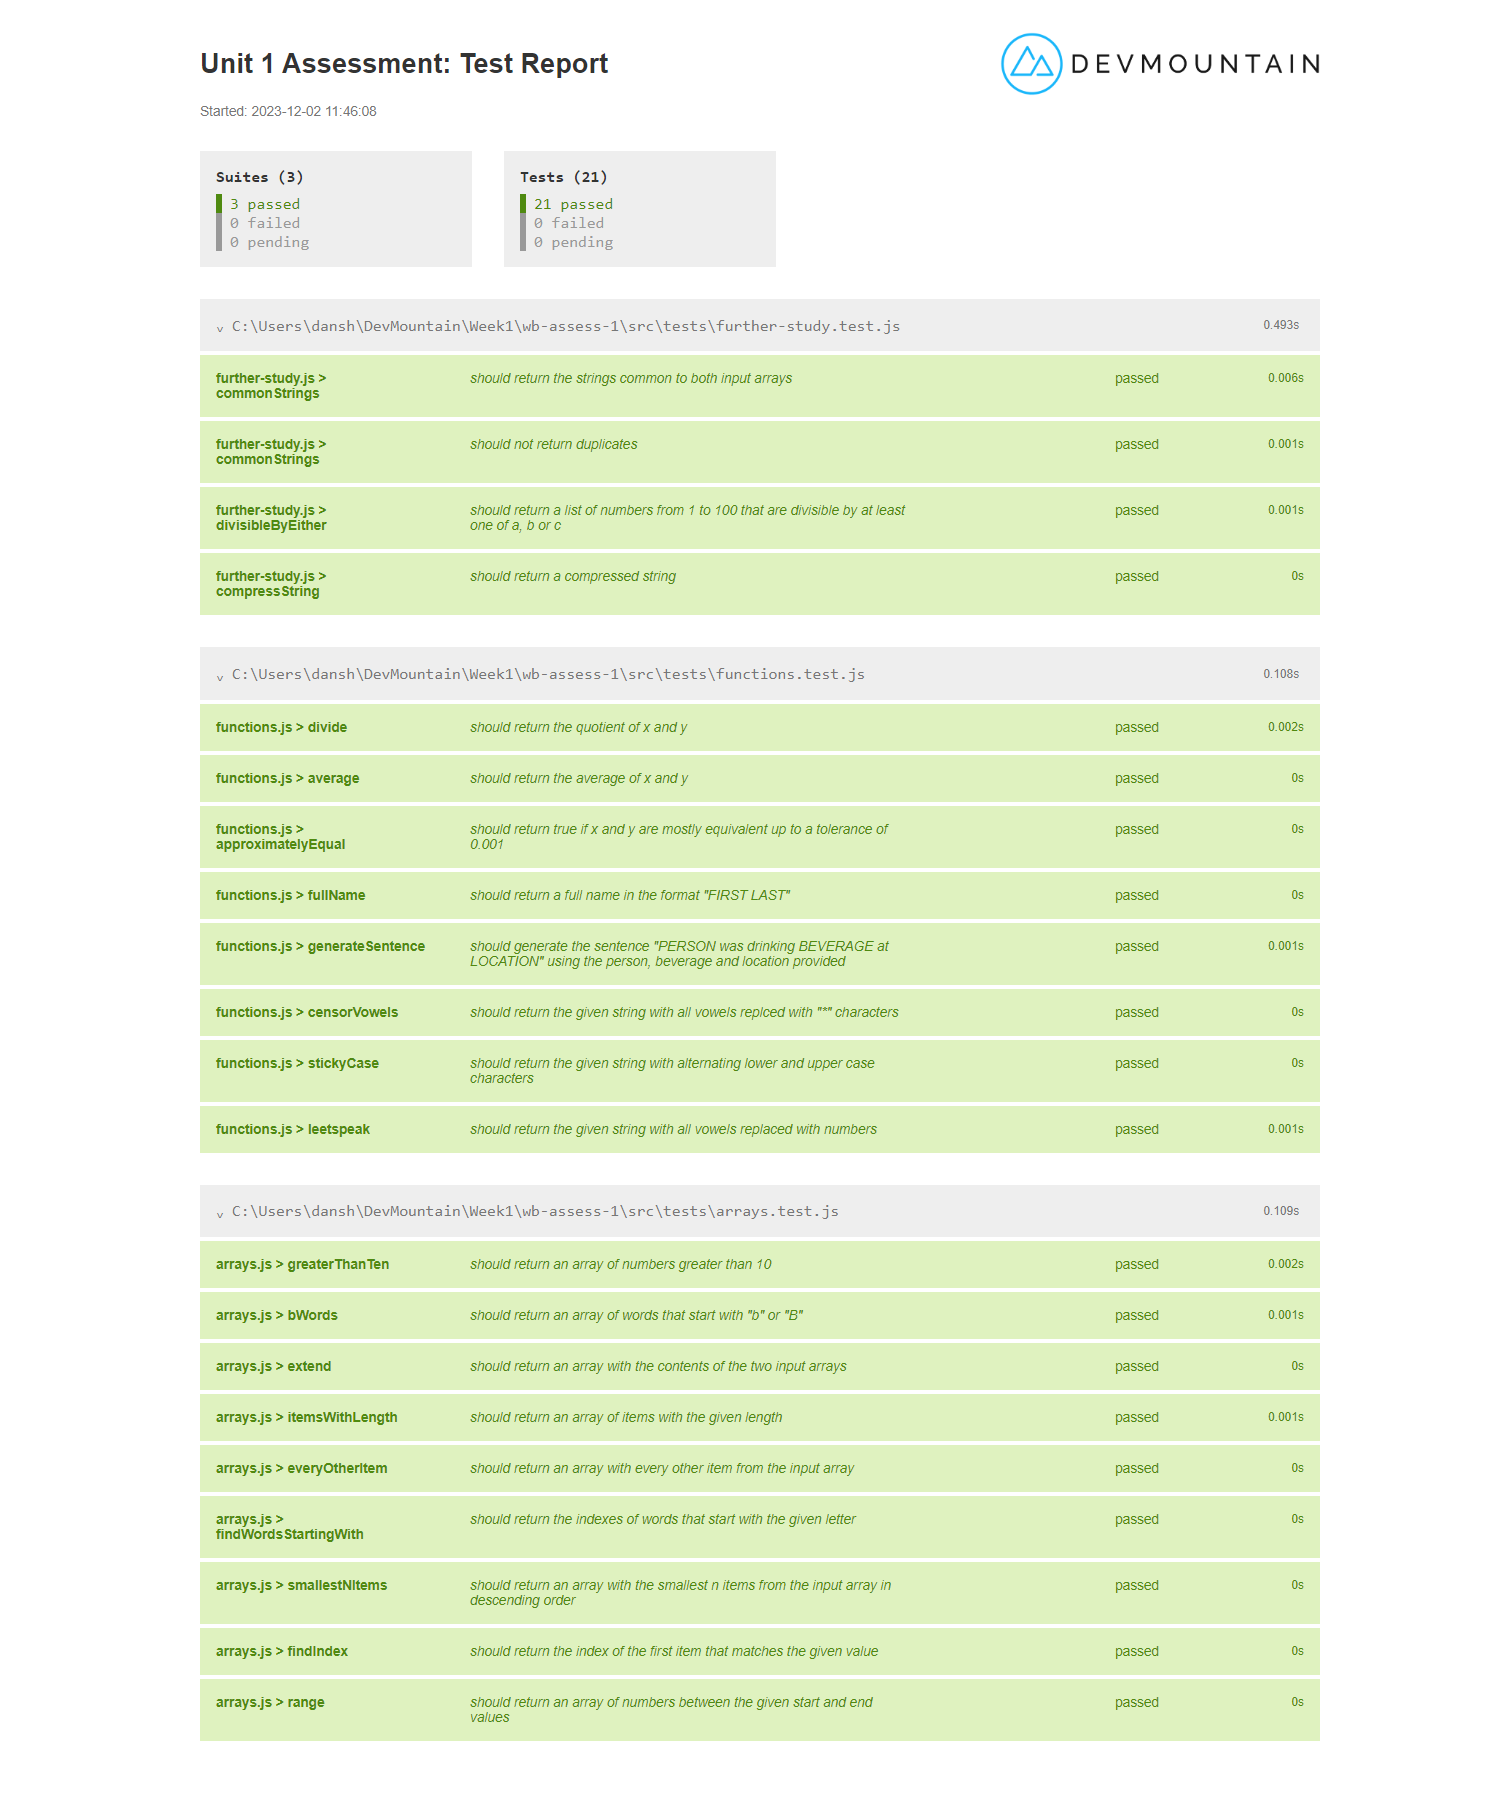 Unit 1 Assessment: Test Report
DEVMOUNTAIN
Started: 2023-12-02 11:46:08
Suites (3)
3 passed
0 failed
0 pending
Tests (21)
21 passed
0 failed
0 pending
C:\Users\dansh\DevMountain\Week1\wb-assess-1\src\tests\further-study.test.js 0.493s
further-study.js > should return the strings common to both input arrays passed 0.006s
commonStrings
further-study.js > should not return duplicates passed 0.001s
commonStrings
further-study.js > should return a list of numbers from 1 to 100 that are divisible by at least passed 0.001s
divisibleByEither one of a, b or c
further-study.js > should return a compressed string passed 0s
compressString
C:\Users\dansh\DevMountain\Week1\wb-assess-1\src\tests\functions.test.js 0.108s
functions.js > divide should return the quotient of x and y passed 0.002s
functions.js > average should return the average of x and y passed 0s
functions.js > should return true if x and y are mostly equivalent up to a tolerance of passed 0s
approximatelyEqual 0.001
functions.js > fullName should return a full name in the format "FIRST LAST" passed 0s
functions.js > generateSentence should generate the sentence "PERSON was drinking BEVERAGE at passed 0.001s
LOCATION" using the person, beverage and location provided
functions.js > censorVowels should return the given string with all vowels replced with "*" characters passed 0s
functions.js > stickyCase should return the given string with alternating lower and upper case passed 0s
characters
functions.js > leetspeak should return the given string with all vowels replaced with numbers passed 0.001s
C:\Users\dansh\DevMountain\Week1\wb-assess-1\src\tests\arrays.test.js 0.109s
arrays.js > greaterThanTen should return an array of numbers greater than 10 passed 0.002s
arrays.js > bWords should return an array of words that start with "b" or "B" passed 0.001s
arrays.js > extend should return an array with the contents of the two input arrays passed 0s
arrays.js > itemsWithLength should return an array of items with the given length passed 0.001s
arrays.js > everyOtherItem should return an array with every other item from the input array passed 0s
arrays.js > should return the indexes of words that start with the given letter passed 0s
findWordsStartingWith
arrays.js > smallestNItems should return an array with the smallest n items from the input array in passed 0s
descending order
arrays.js > findIndex should return the index of the first item that matches the given value passed 0s
arrays.js > range should return an array of numbers between the given start and end passed 0s
values